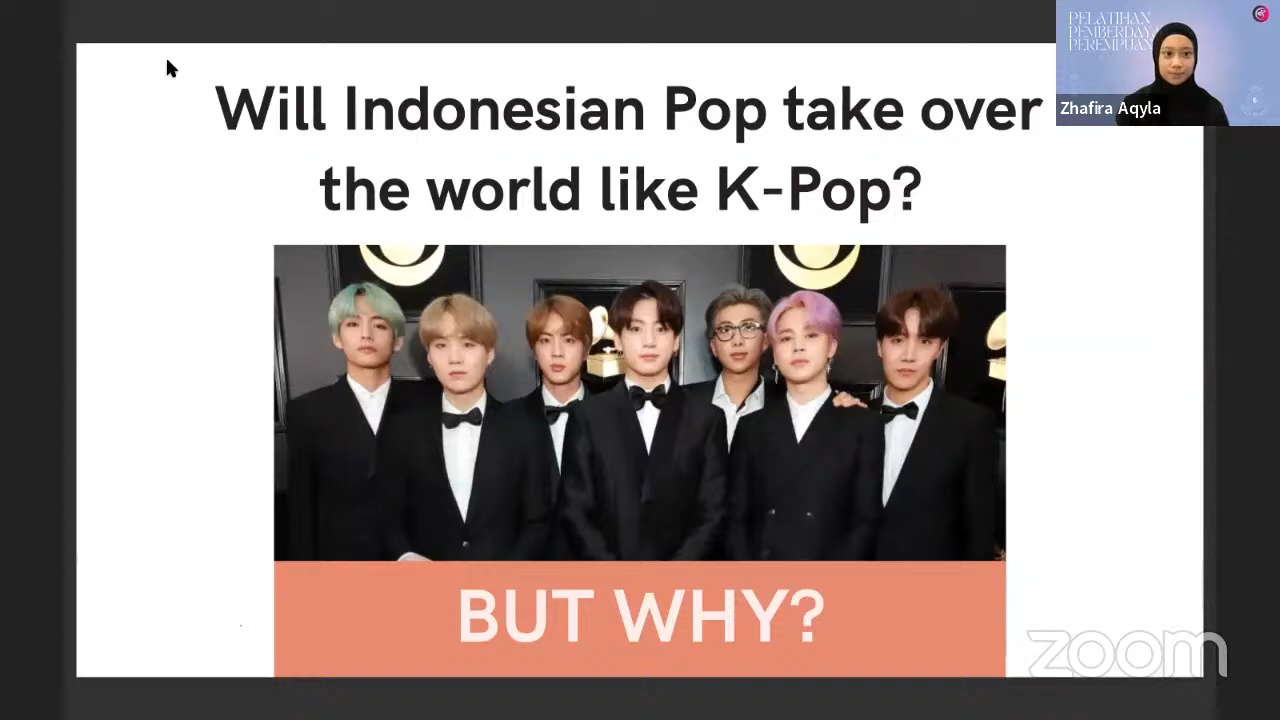 Will Indonesian Pop take over
the world like K-Pop?
BUT WHY?
PELATIHAN
PEMBERDAYA
PEREMPUAN
Zhafira Aqyla
zoom